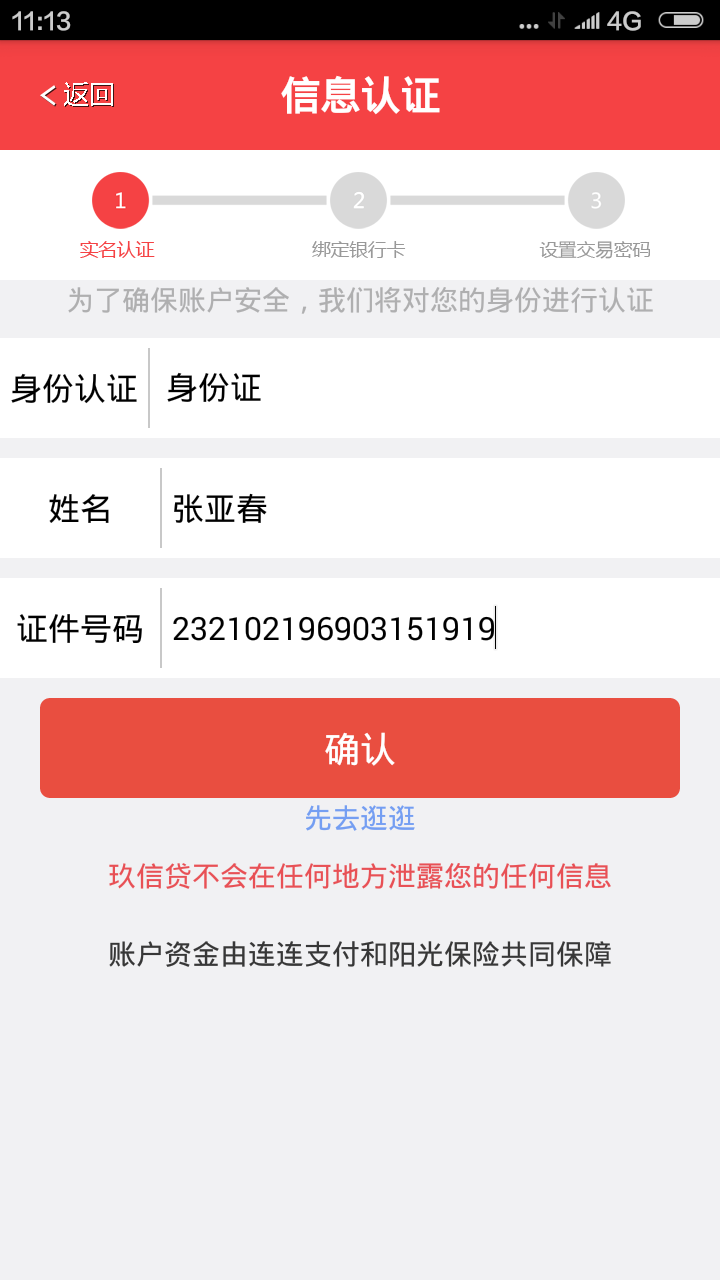 11:13
... 4G
< 返回
信息认证
1 2 3
实名认证 绑定银行卡 设置交易密码
为了确保账户安全，我们将对您的身份进行认证
身份认证 身份证
姓名 张亚春
证件号码 232102196903151919
确认
先去逛逛
玖信贷不会在任何地方泄露您的任何信息
账户资金由连连支付和阳光保险共同保障